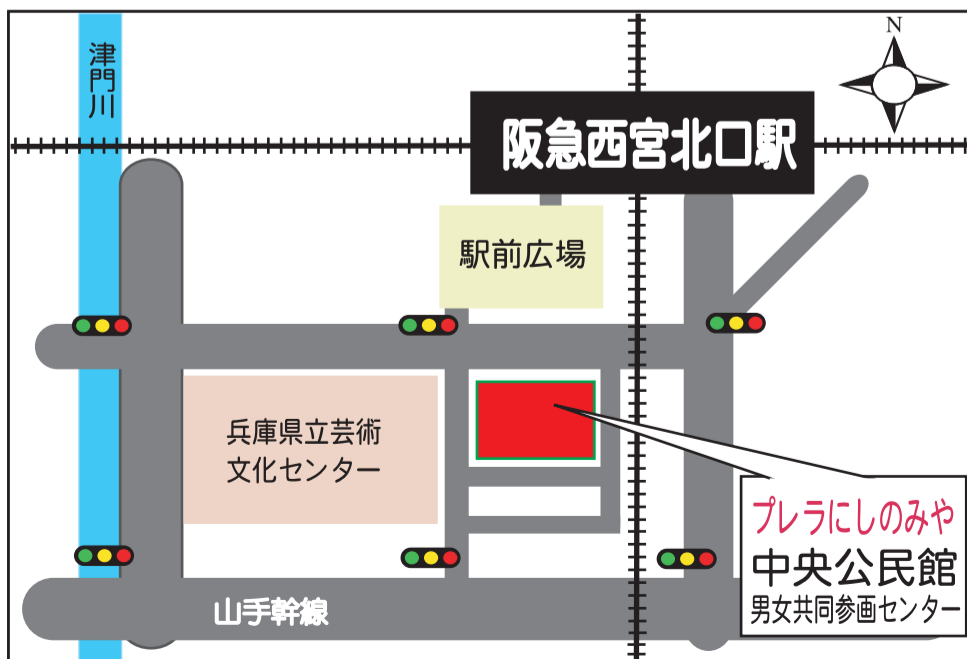 N
津門川
阪急西宮北口駅
駅前広場
兵庫県立芸術
文化センター
プレラにしのみや
中央公民館
男女共同参画センター
山手幹線